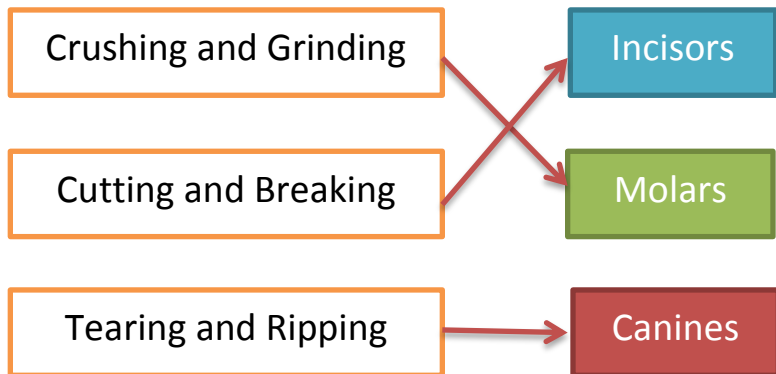 Crushing and Grinding
Incisors
Cutting and Breaking
Molars
Tearing and Ripping
Canines